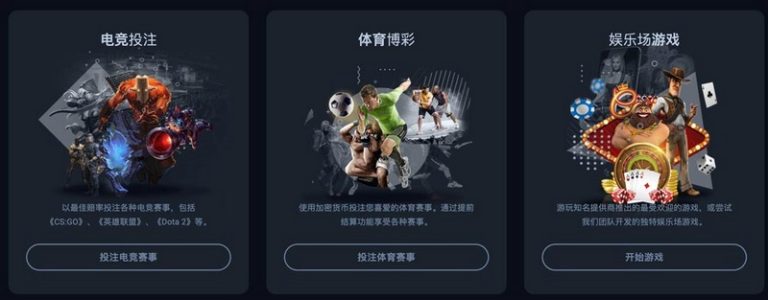 电竞投注
以最佳赔率投注各种电竞赛事，包括
《CS:GO》、《英雄联盟》、《Dota 2》等。
投注电竞赛事
体育博彩
使用加密货币投注您喜爱的体育赛事。通过提前
结算功能享受各种赛事。
投注体育赛事
娱乐场游戏
游玩知名提供商推出的最受欢迎的游戏，或尝试
我们团队开发的独特娱乐场游戏。
开始游戏